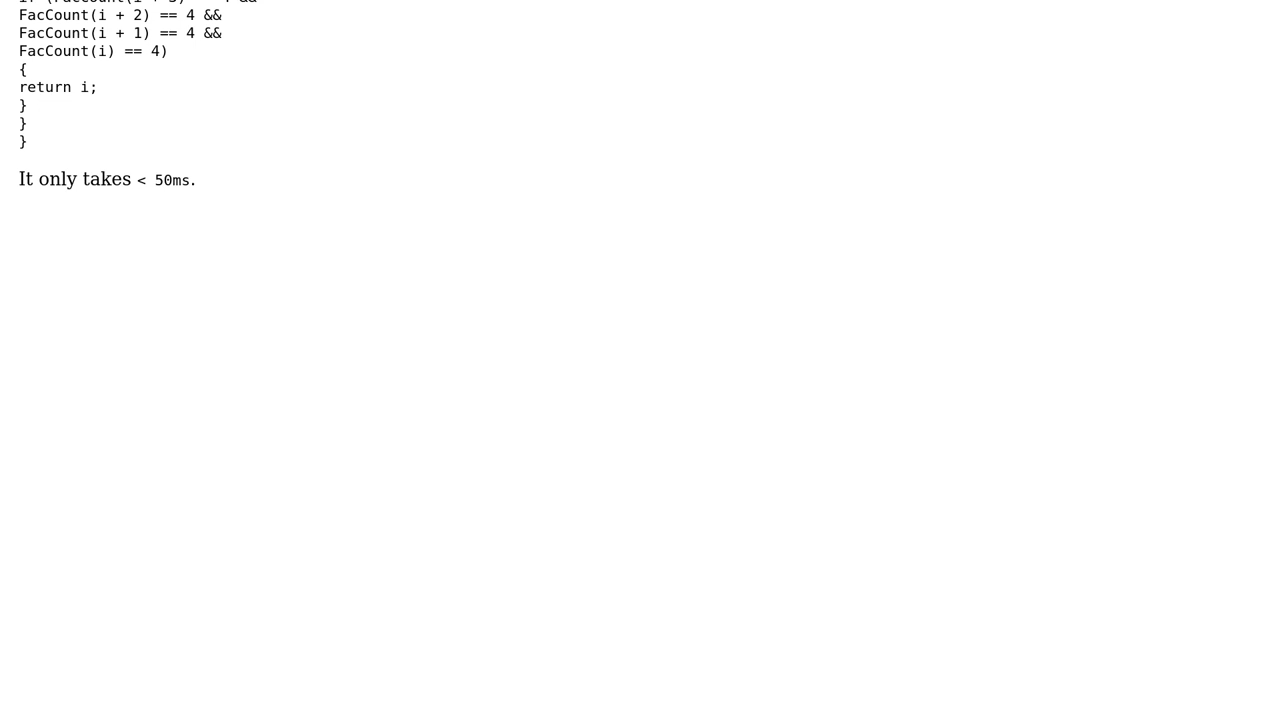 FacCount(i + 2) == 4 &&
FacCount(i + 1) == 4 &&
FacCount(i) == 4)
{
return i;
}
}
}
It only takes < 50ms.